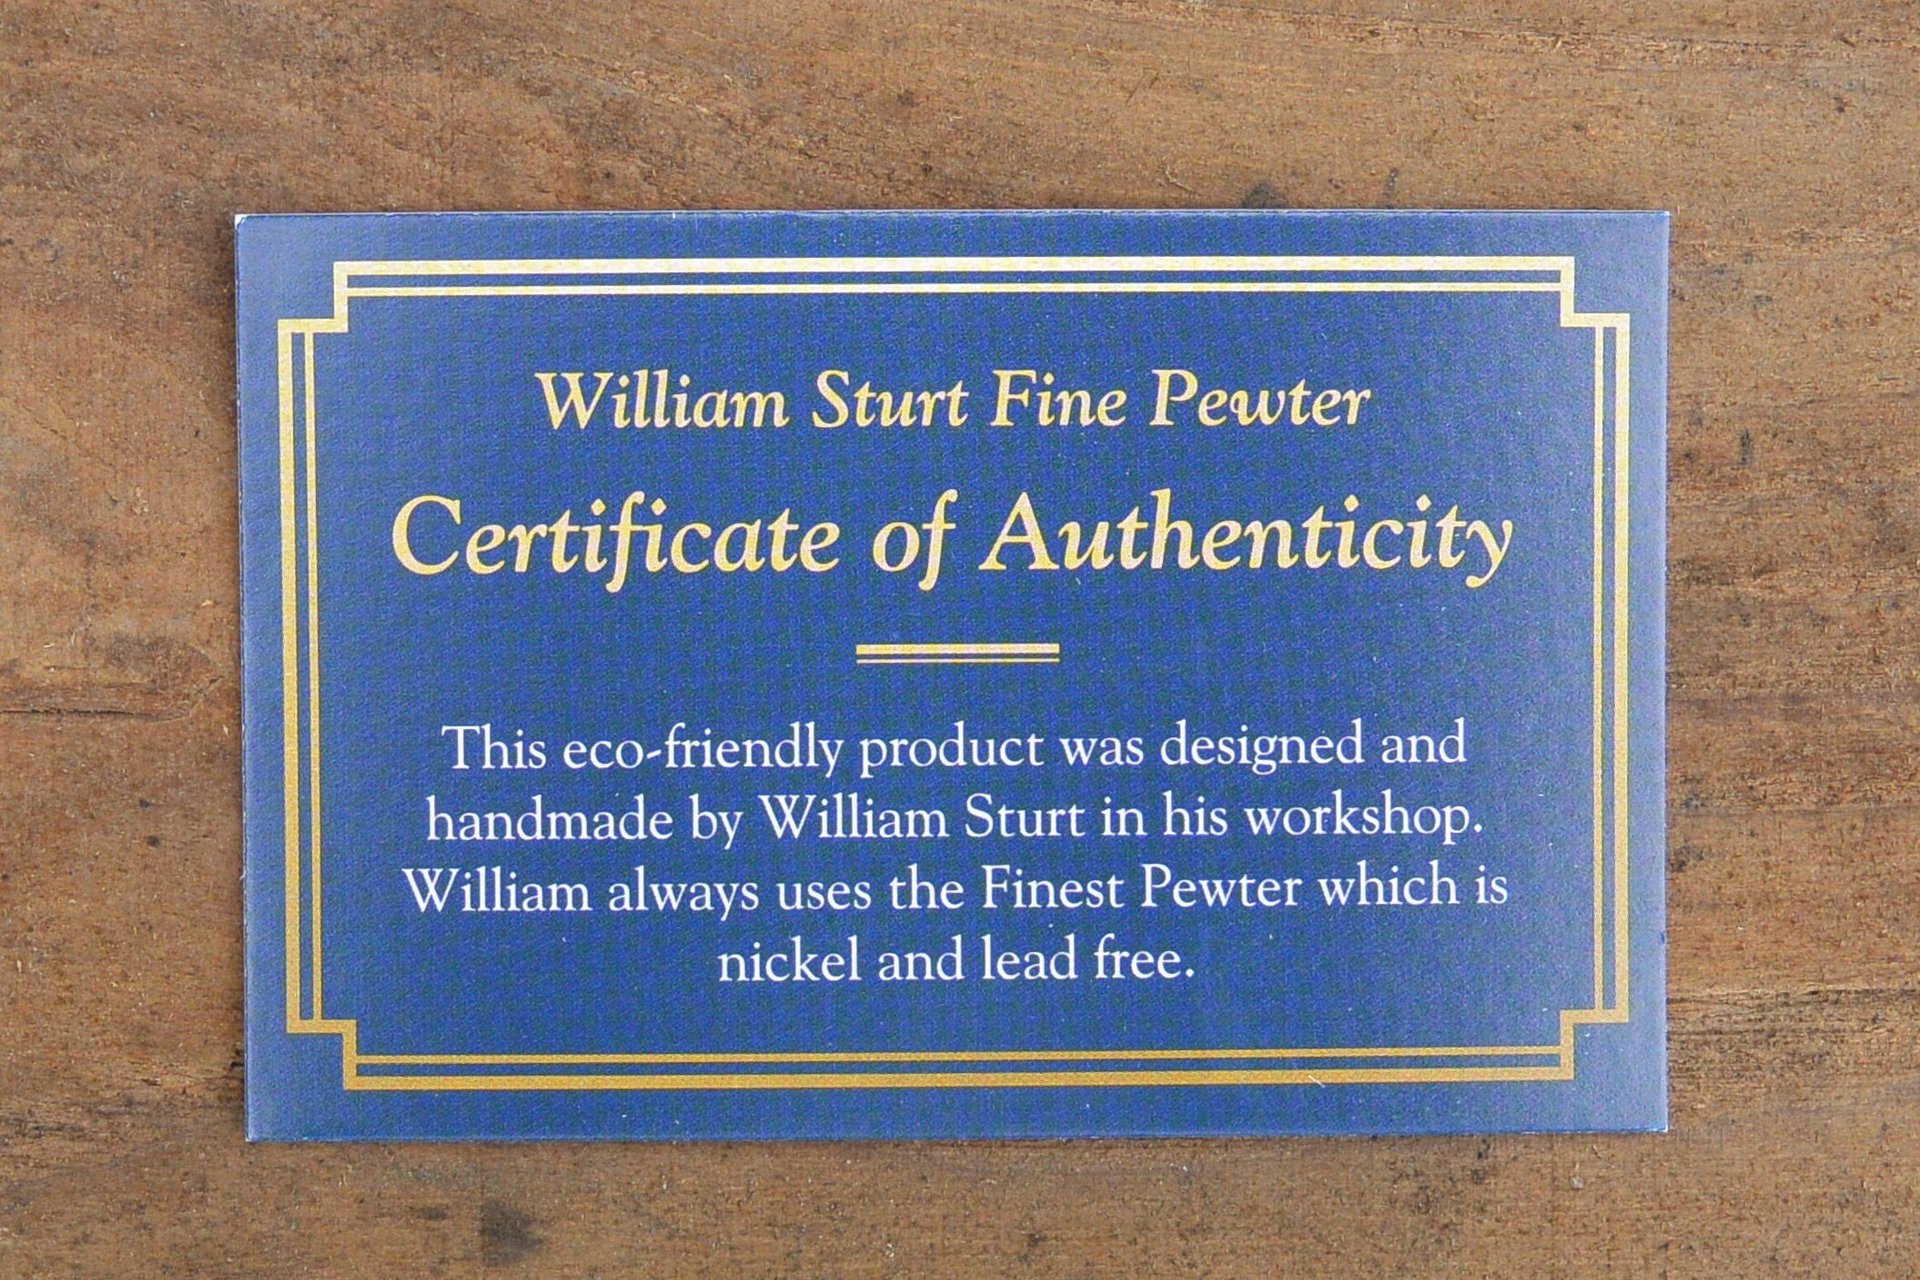 William Sturt Fine Pewter
Certificate of Authenticity
This eco-friendly product was designed and
handmade by William Sturt in his workshop.
William always uses the Finest Pewter which is
nickel and lead free.